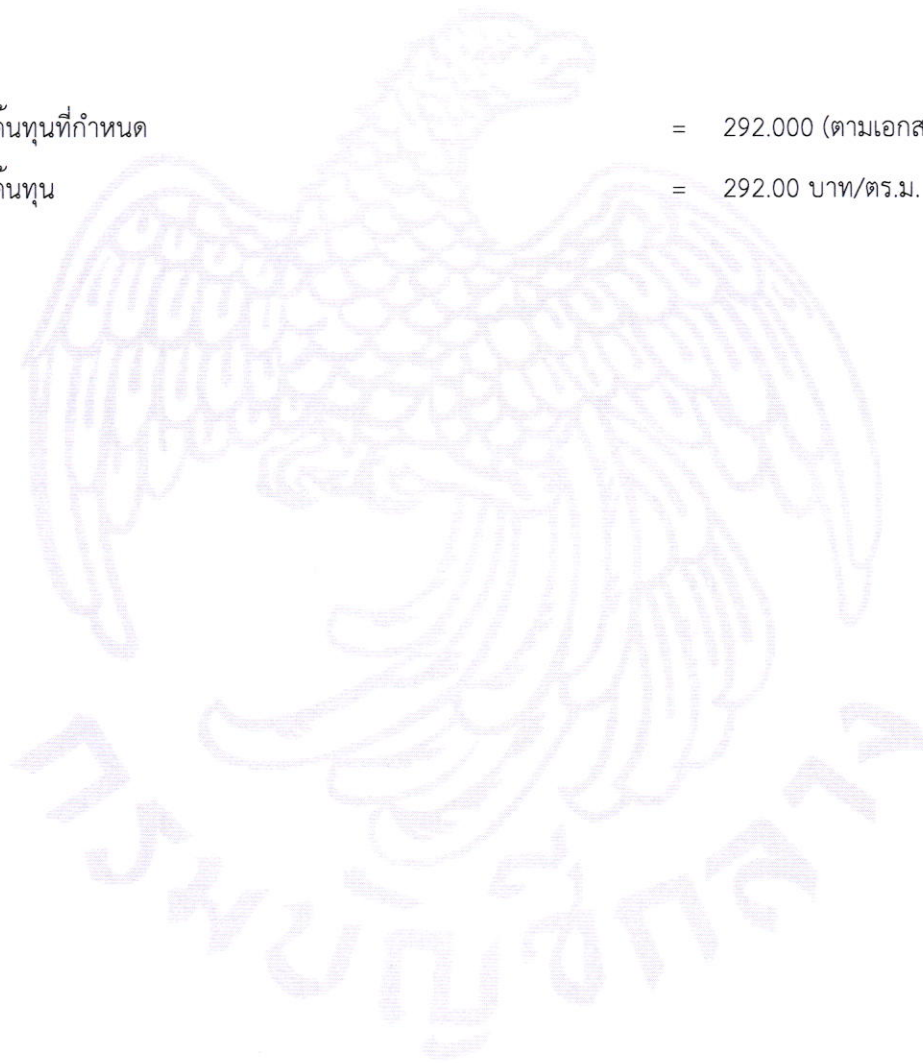 ต้นทุนที่กำหนด = 292.000 (ตามเอกส
ต้นทุน = 292.00 บาท/ตร.ม.
กรมบัญชีกลาง